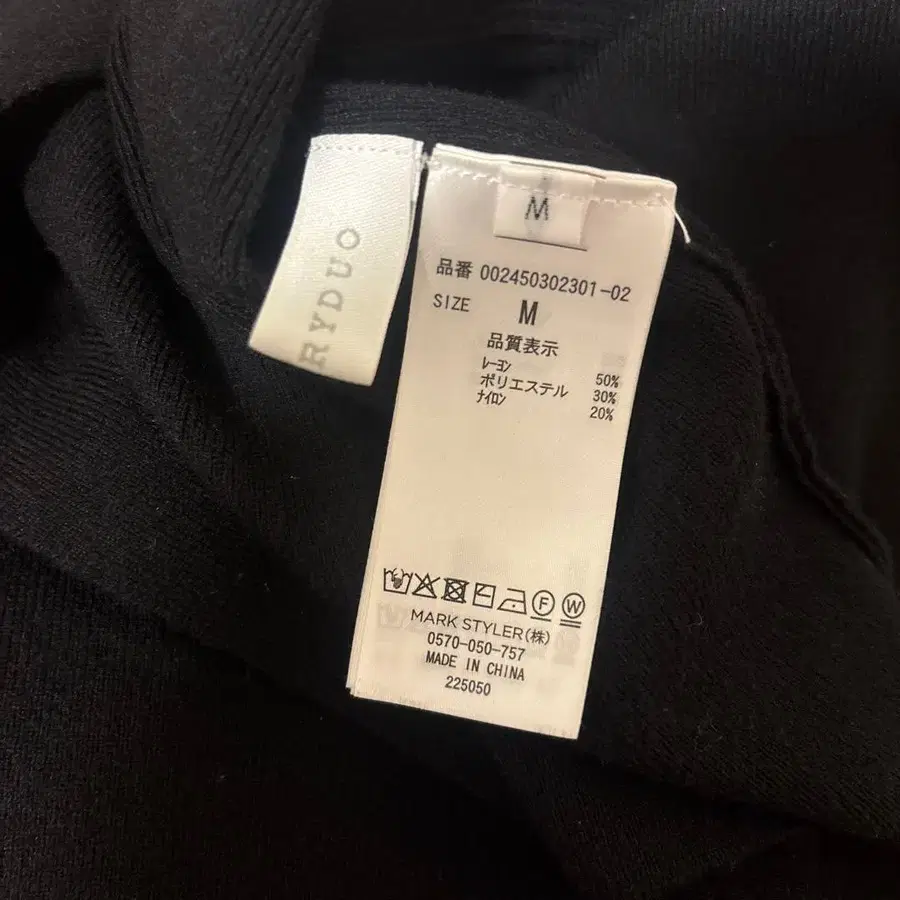 RYDUO
M
品番 002450302301-02
SIZE M
品質表示
レーヨン 50%
ポリエステル 30%
ナイロン 20%
F W
MARK STYLER(株)
0570-050-757
MADE IN CHINA
225050